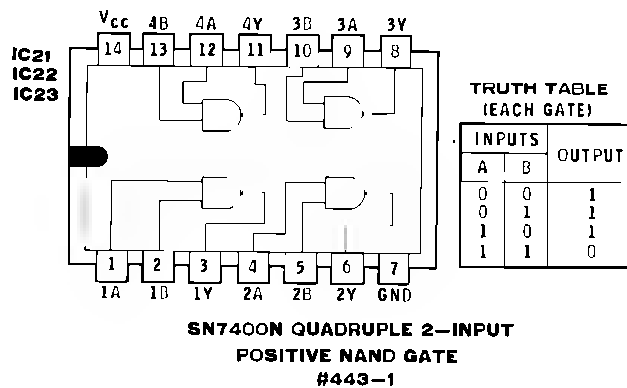 Vcc 4B 4A 4Y 3B 3A 3Y
14 13 12 11 10 9 8
IC21
IC22
IC23
1 2 3 4 5 6 7
1A 1B 1Y 2A 2B 2Y GND
TRUTH TABLE
(EACH GATE)
INPUTS OUTPUT
A B
0 0 1
0 1 1
1 0 1
1 1 0
SN7400N QUADRUPLE 2-INPUT
POSITIVE NAND GATE
#443-1